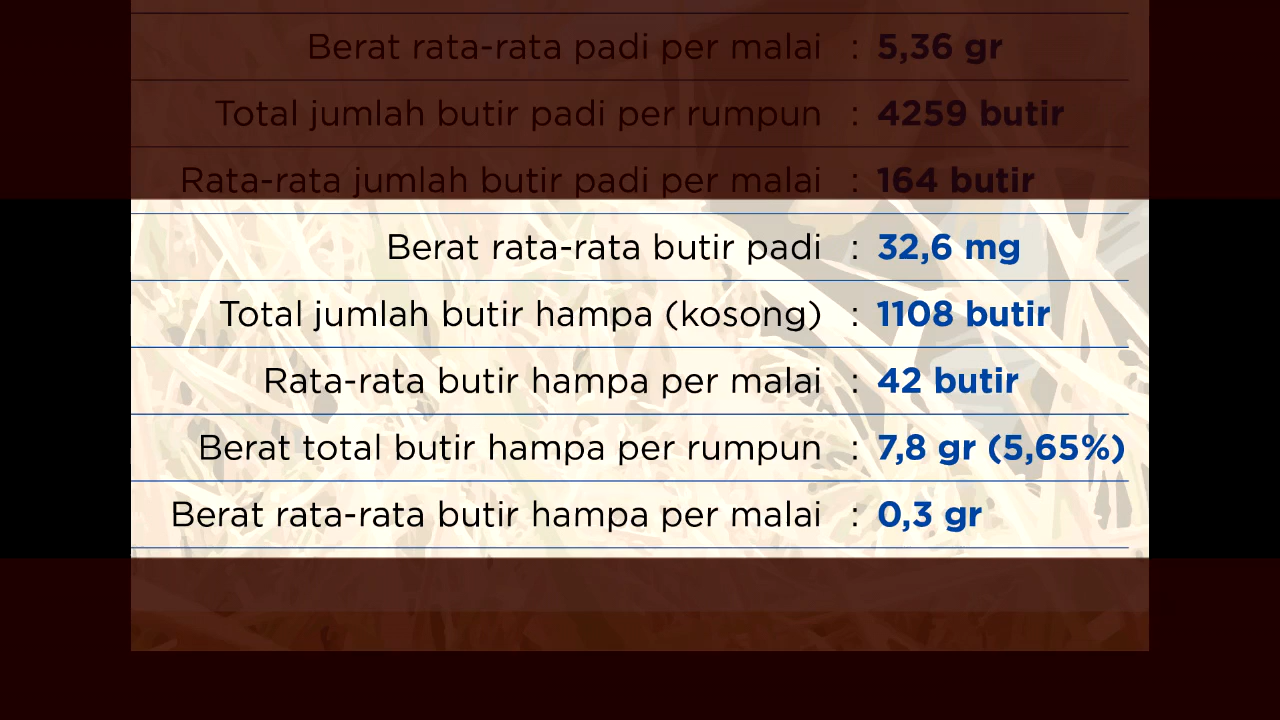 Berat rata-rata padi per malai : 5,36 gr
Total jumlah butir padi per rumpun : 4259 butir
Rata-rata jumlah butir padi per malai : 164 butir
Berat rata-rata butir padi : 32,6 mg
Total jumlah butir hampa (kosong) : 1108 butir
Rata-rata butir hampa per malai : 42 butir
Berat total butir hampa per rumpun : 7,8 gr (5,65%)
Berat rata-rata butir hampa per malai : 0,3 gr